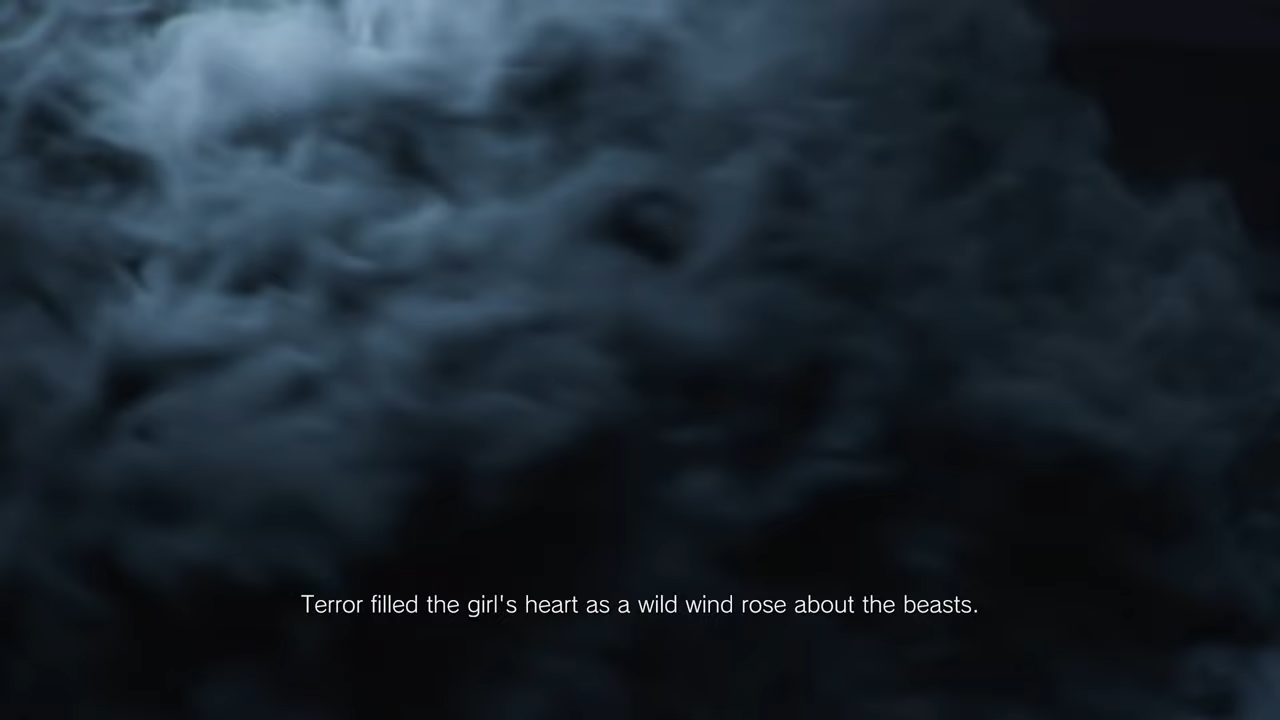 Terror filled the girl's heart as a wild wind rose about the beasts.